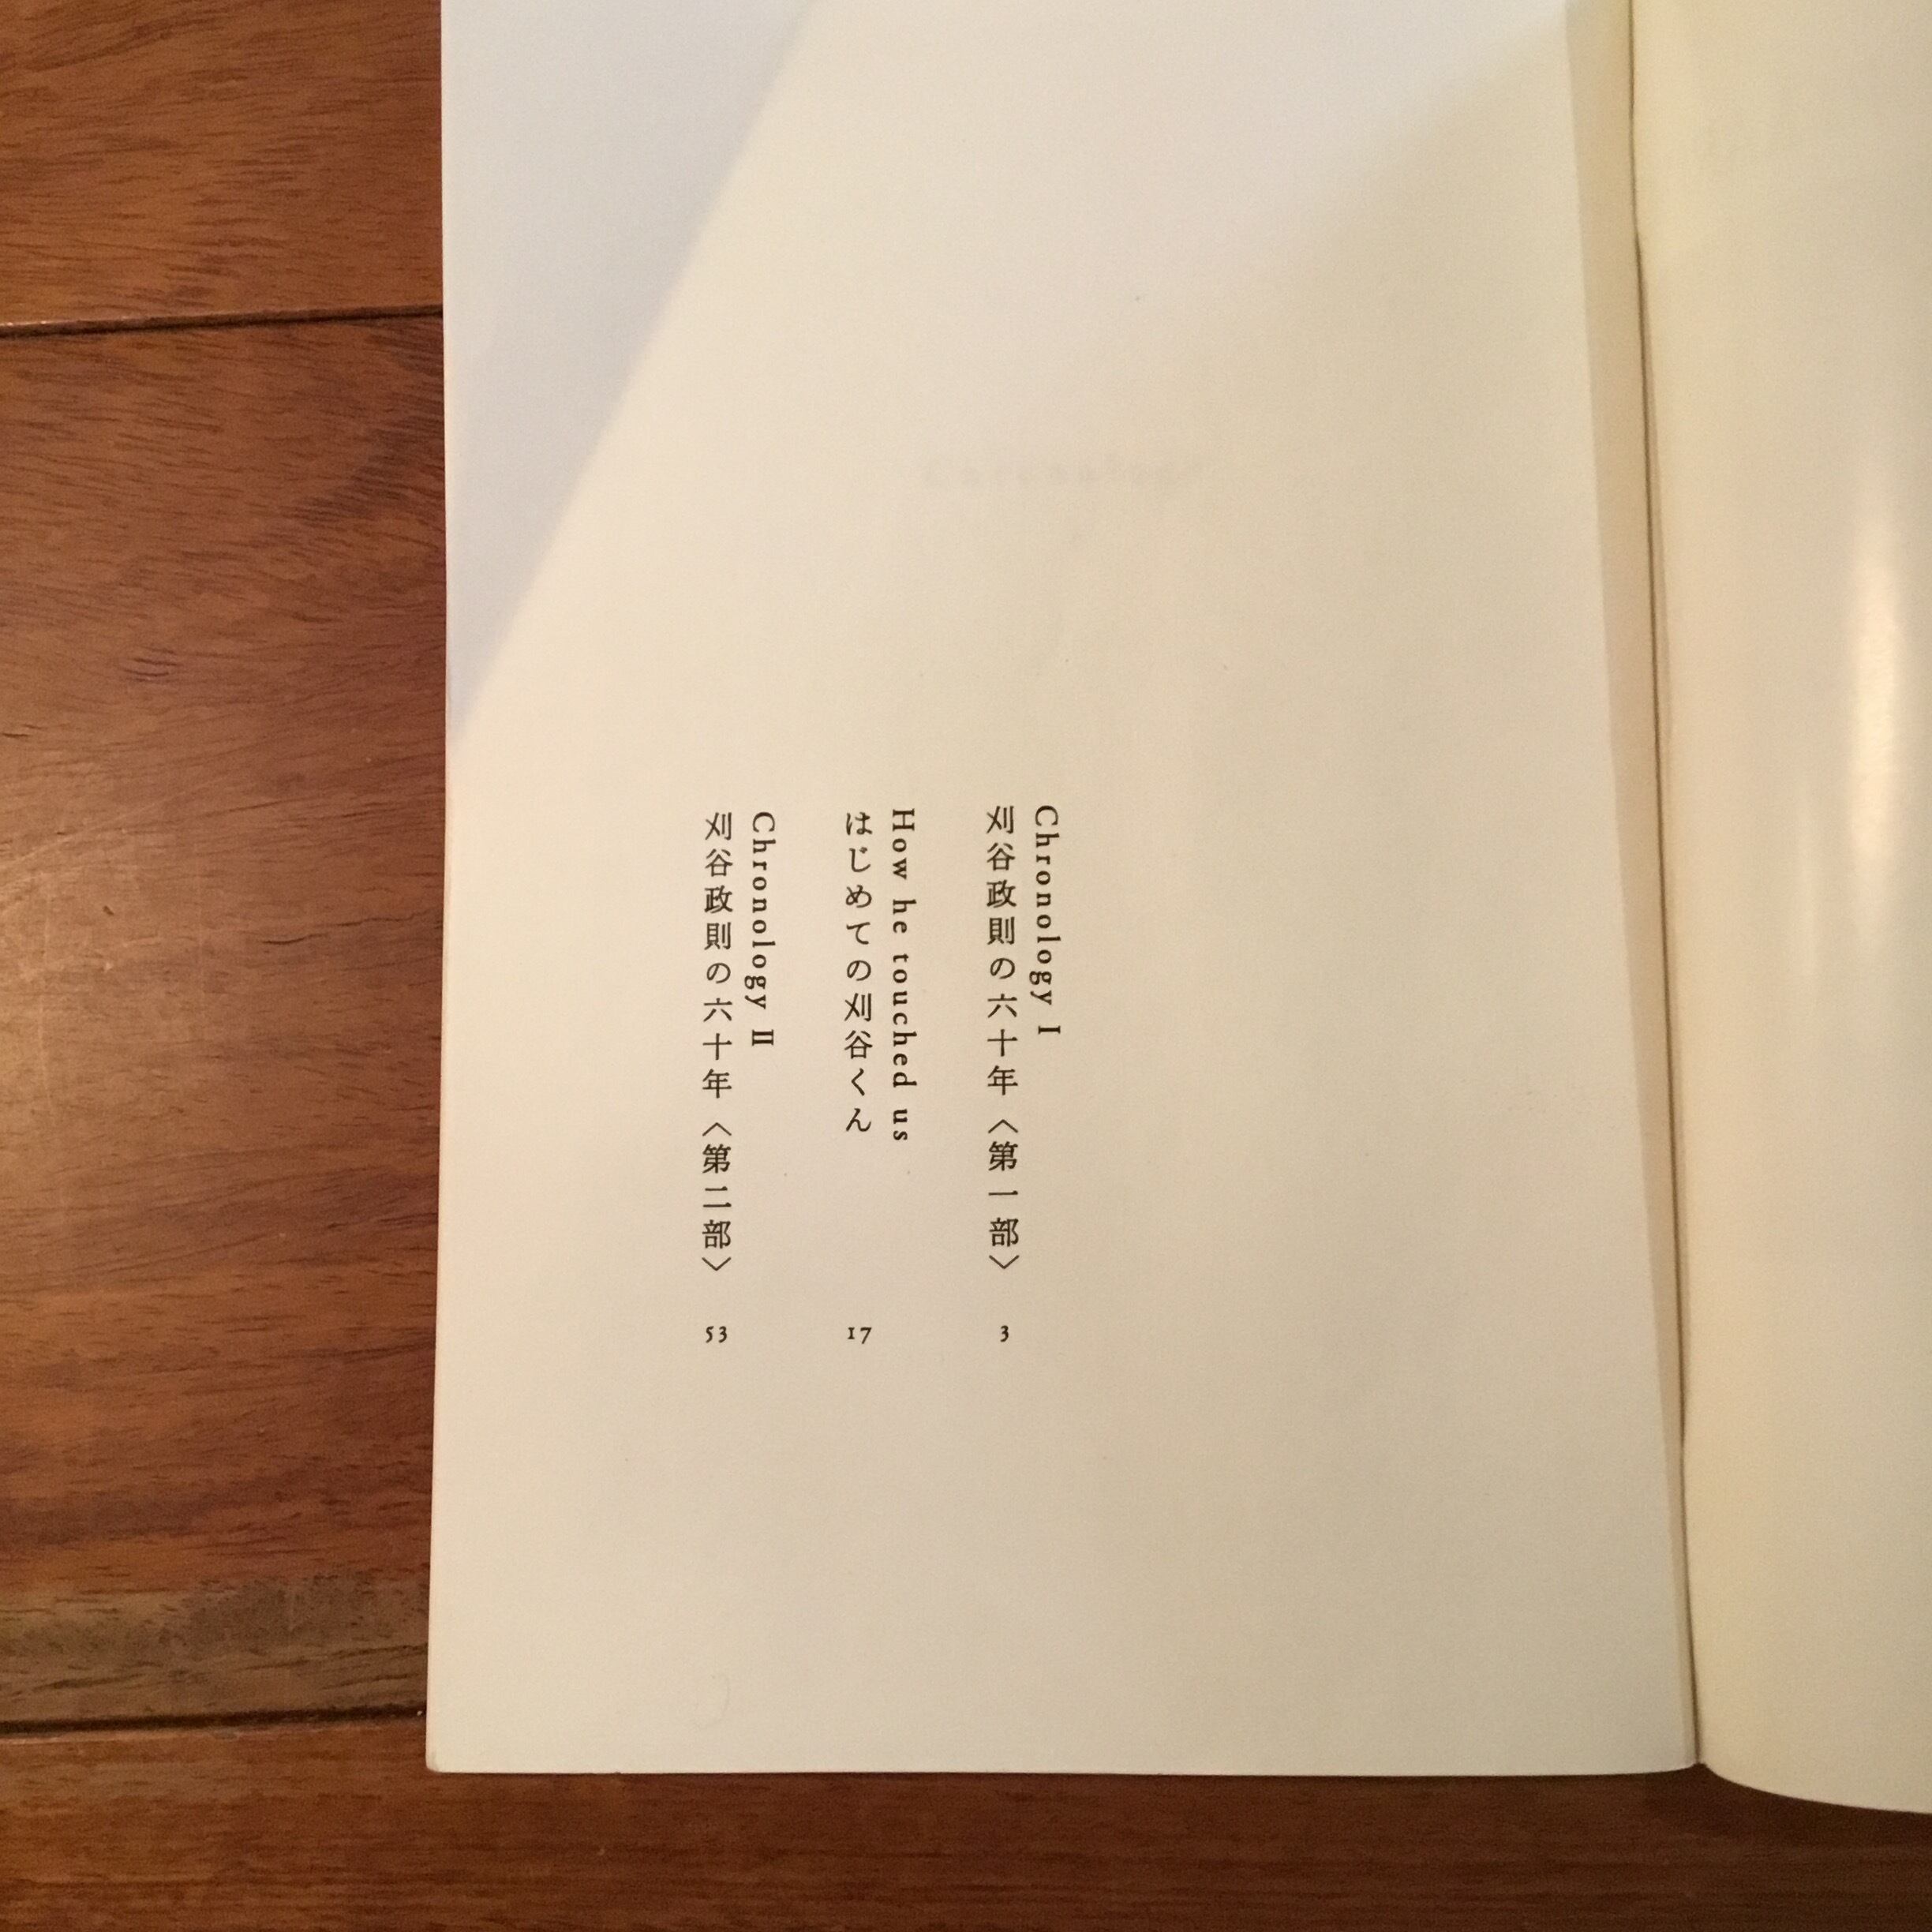 Chronology I
刈谷政則の六十年〈第一部〉 3
How he touched us
はじめての刈谷くん 17
Chronology II
刈谷政則の六十年〈第二部〉 53